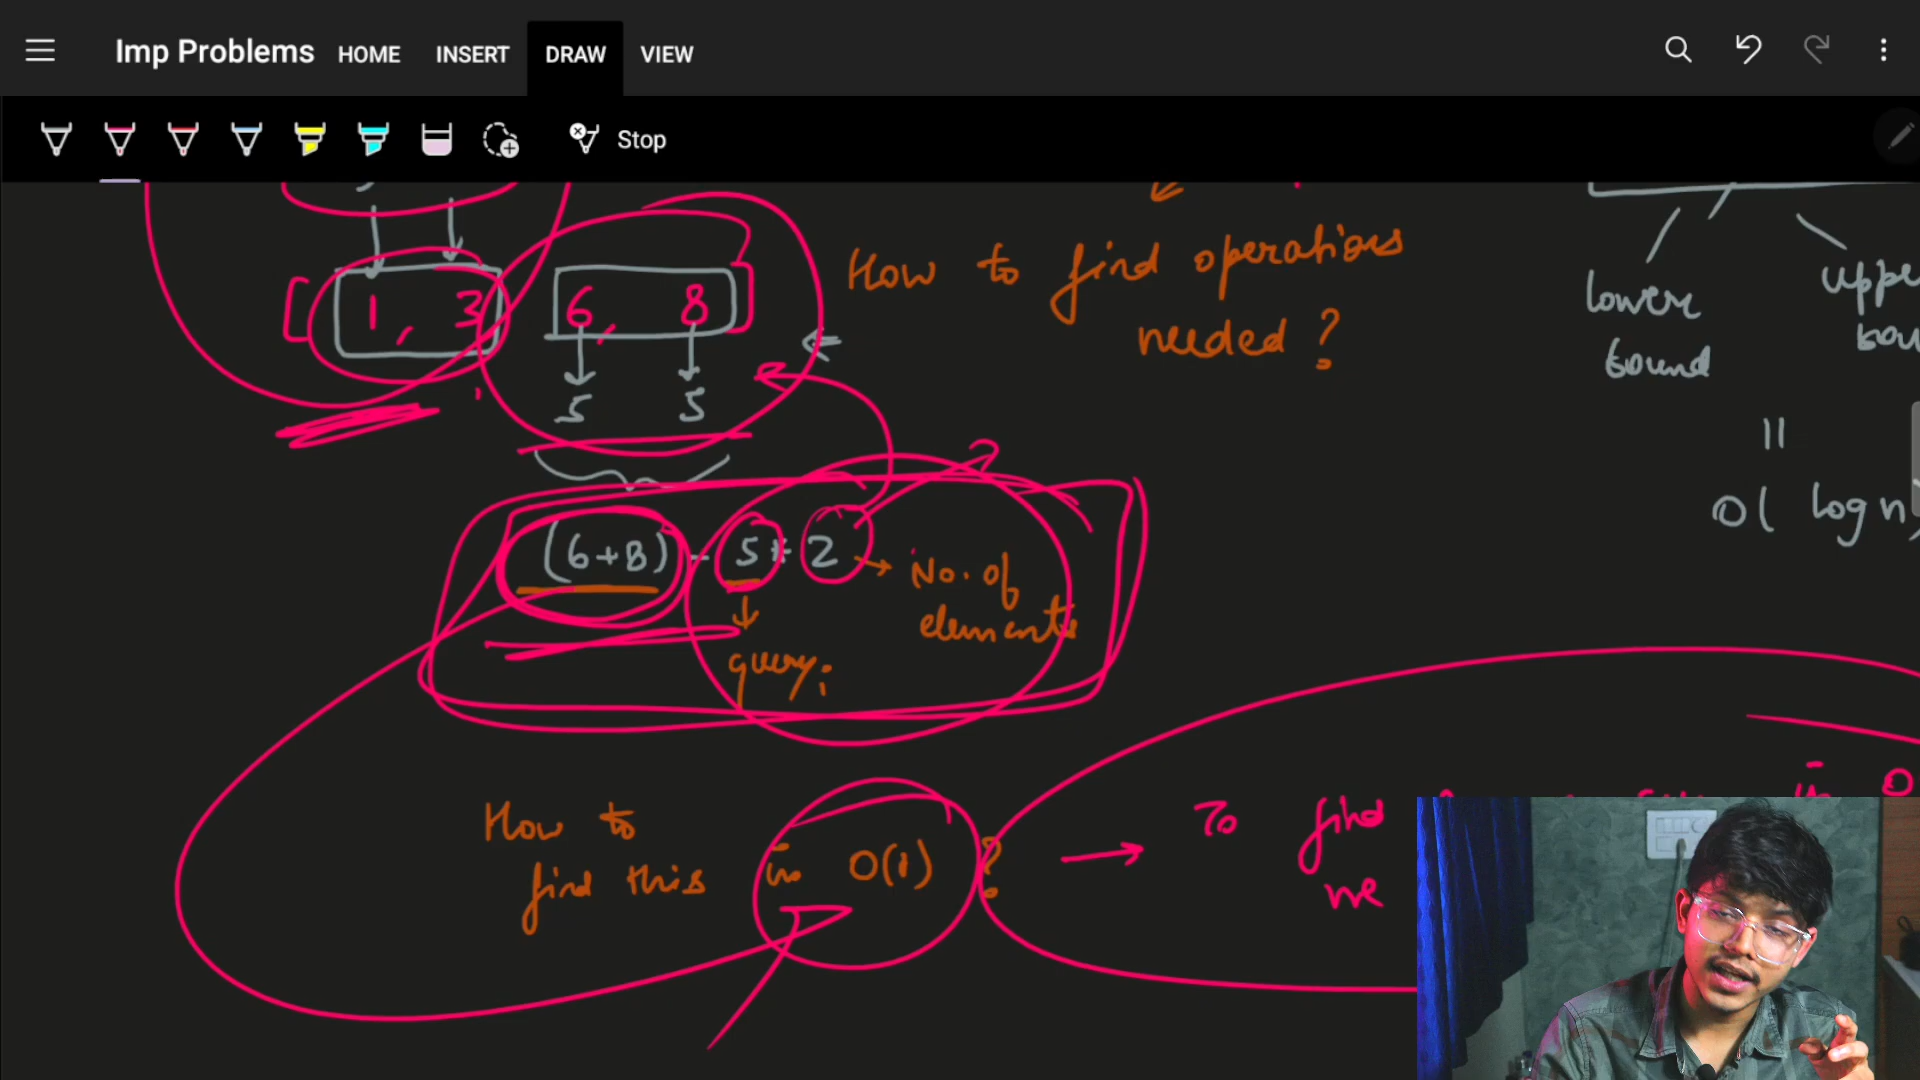 Imp Problems HOME INSERT DRAW VIEW
Stop
1, 3 6, 8
5 5
How to find operations
needed?
lower
bound
(6+8) - 5*2 → No. of
elements
query;
O(log n
How to
find this in O(1) ? → To find
we